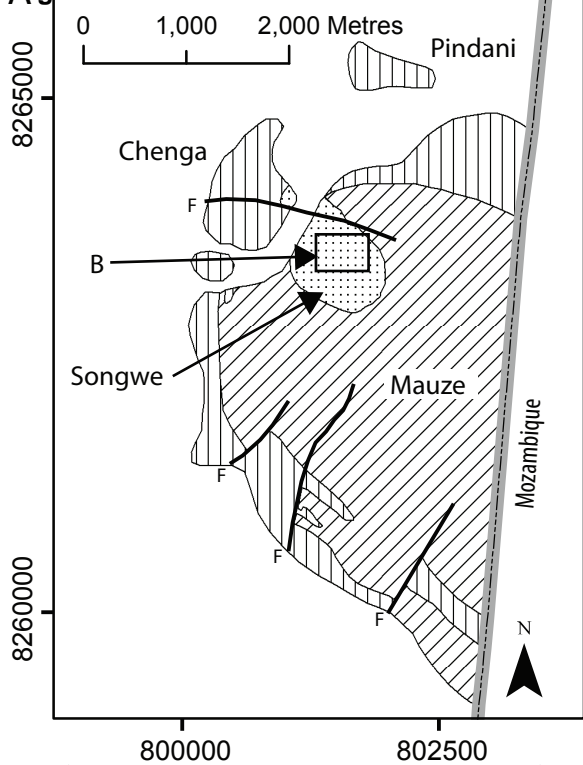 0 1,000 2,000 Metres
Pindani
8265000
Chenga
F
B
Songwe
Mauze
Mozambique
F
F
8260000
F
N
800000 802500